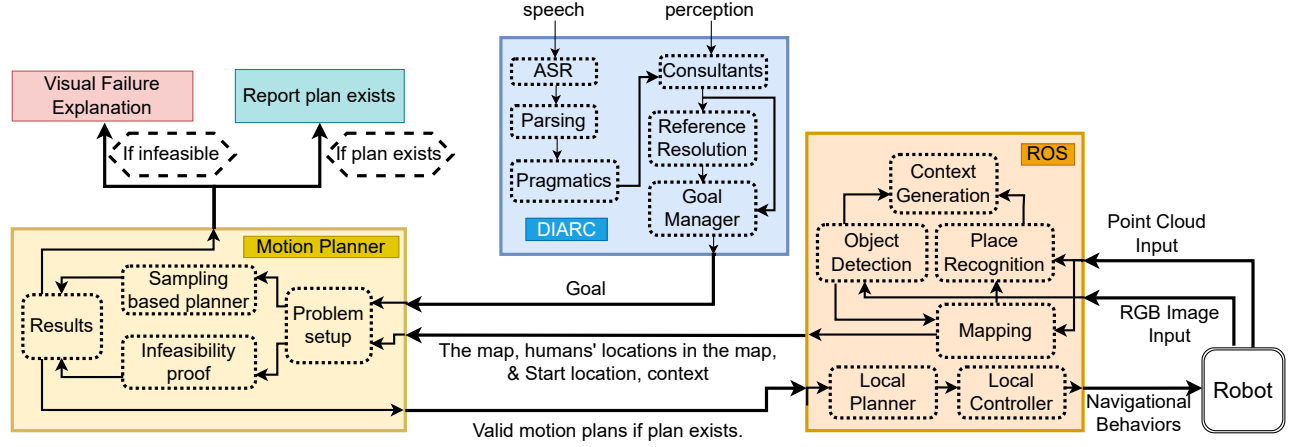 speech
perception
Visual Failure
Explanation
Report plan exists
If infeasible
If plan exists
ASR
Parsing
Pragmatics
Consultants
Reference
Resolution
Goal
Manager
DIARC
ROS
Context
Generation
Object
Detection
Place
Recognition
Mapping
Local
Planner
Local
Controller
Point Cloud
Input
RGB Image
Input
Robot
Navigational
Behaviors
Motion Planner
Sampling
based planner
Results
Problem
setup
Infeasibility
proof
Goal
The map, humans' locations in the map,
& Start location, context
Valid motion plans if plan exists.